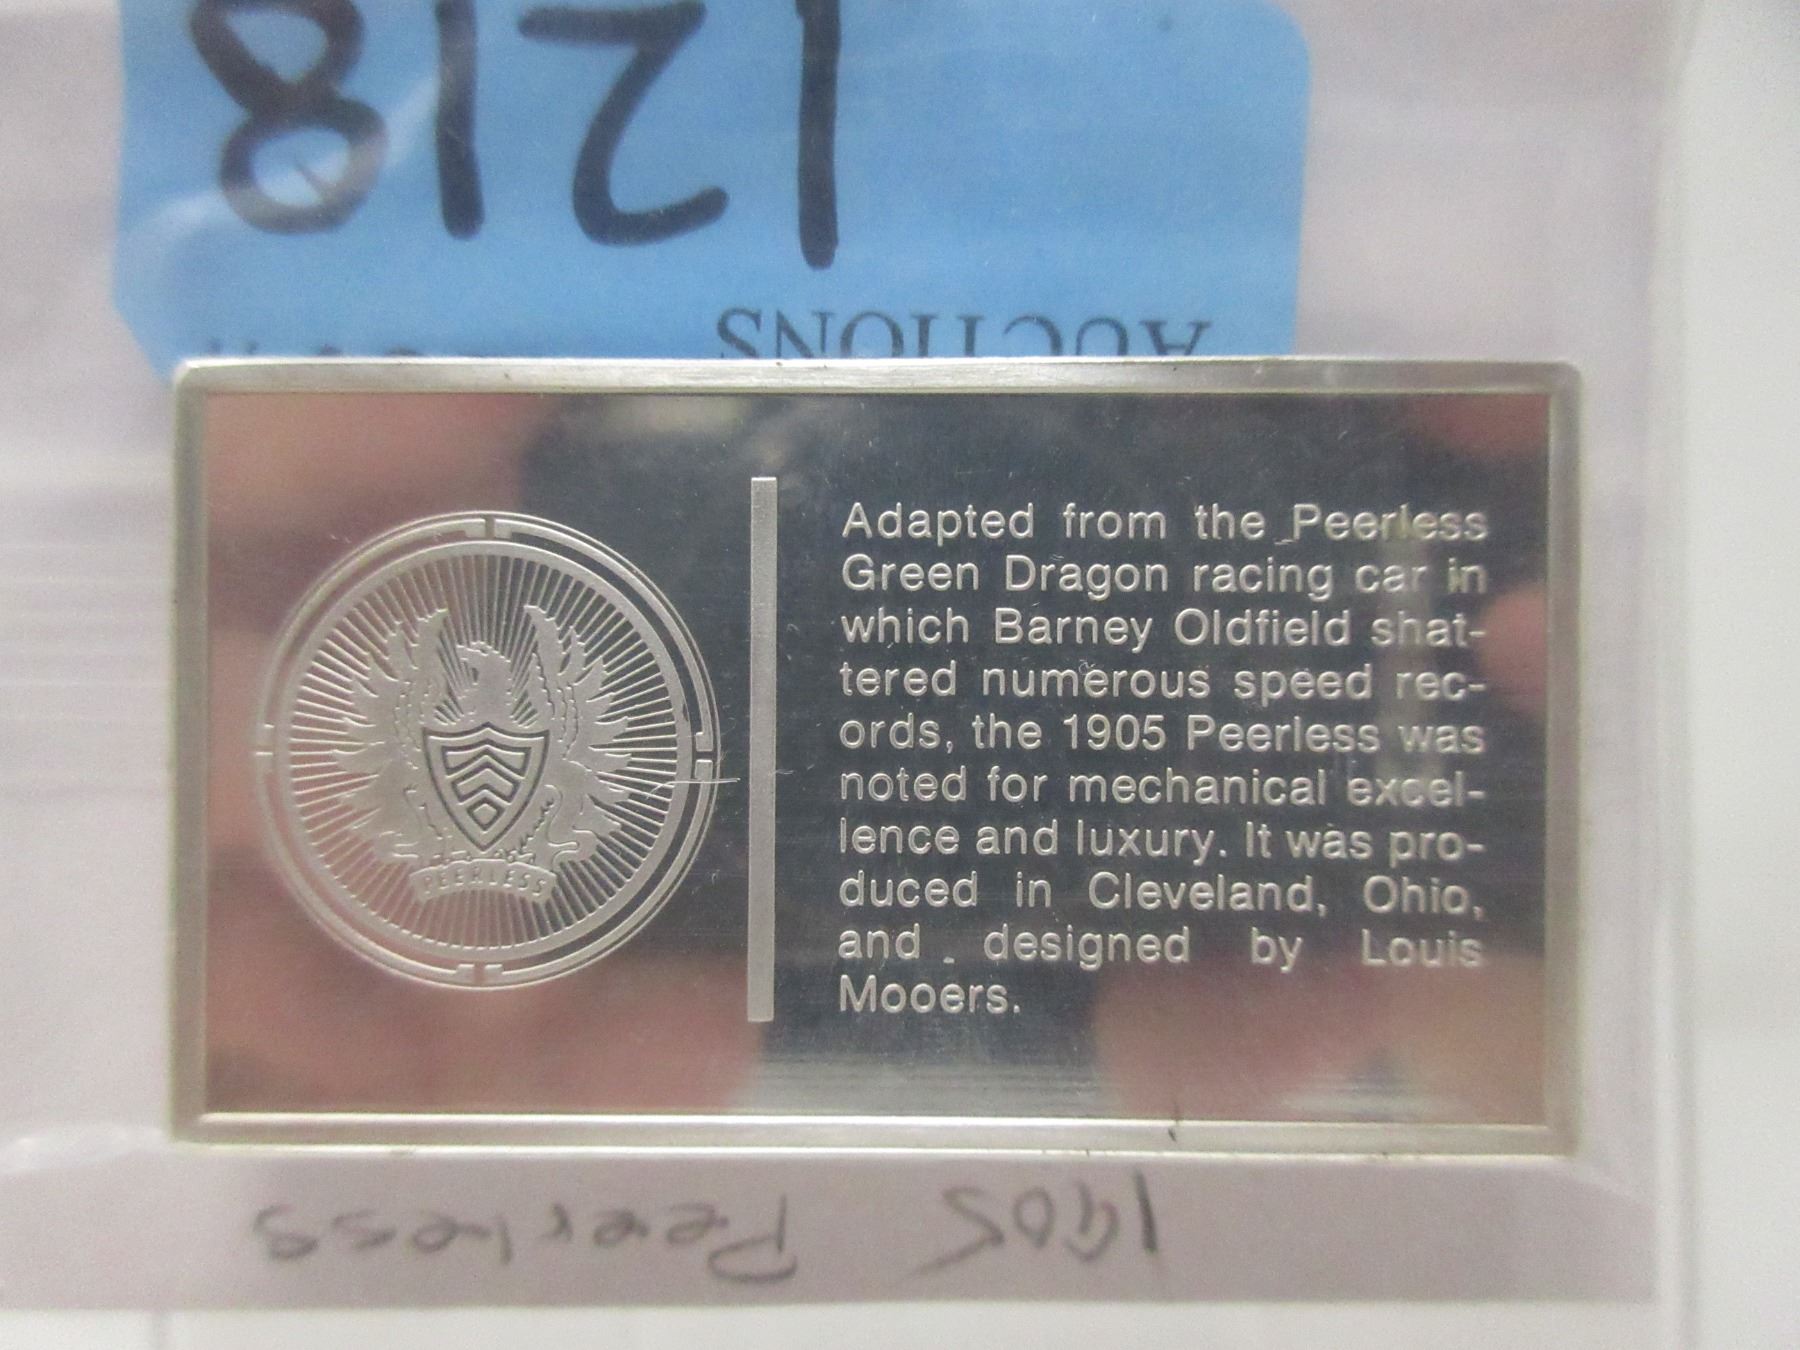 1218
AUCTIONS
Adapted from the Peerless
Green Dragon racing car in
which Barney Oldfield shat-
tered numerous speed rec-
ords, the 1905 Peerless was
noted for mechanical excel-
lence and luxury. It was pro-
duced in Cleveland, Ohio,
and designed by Louis
Mooers.
PEERLESS
1905 Peerless